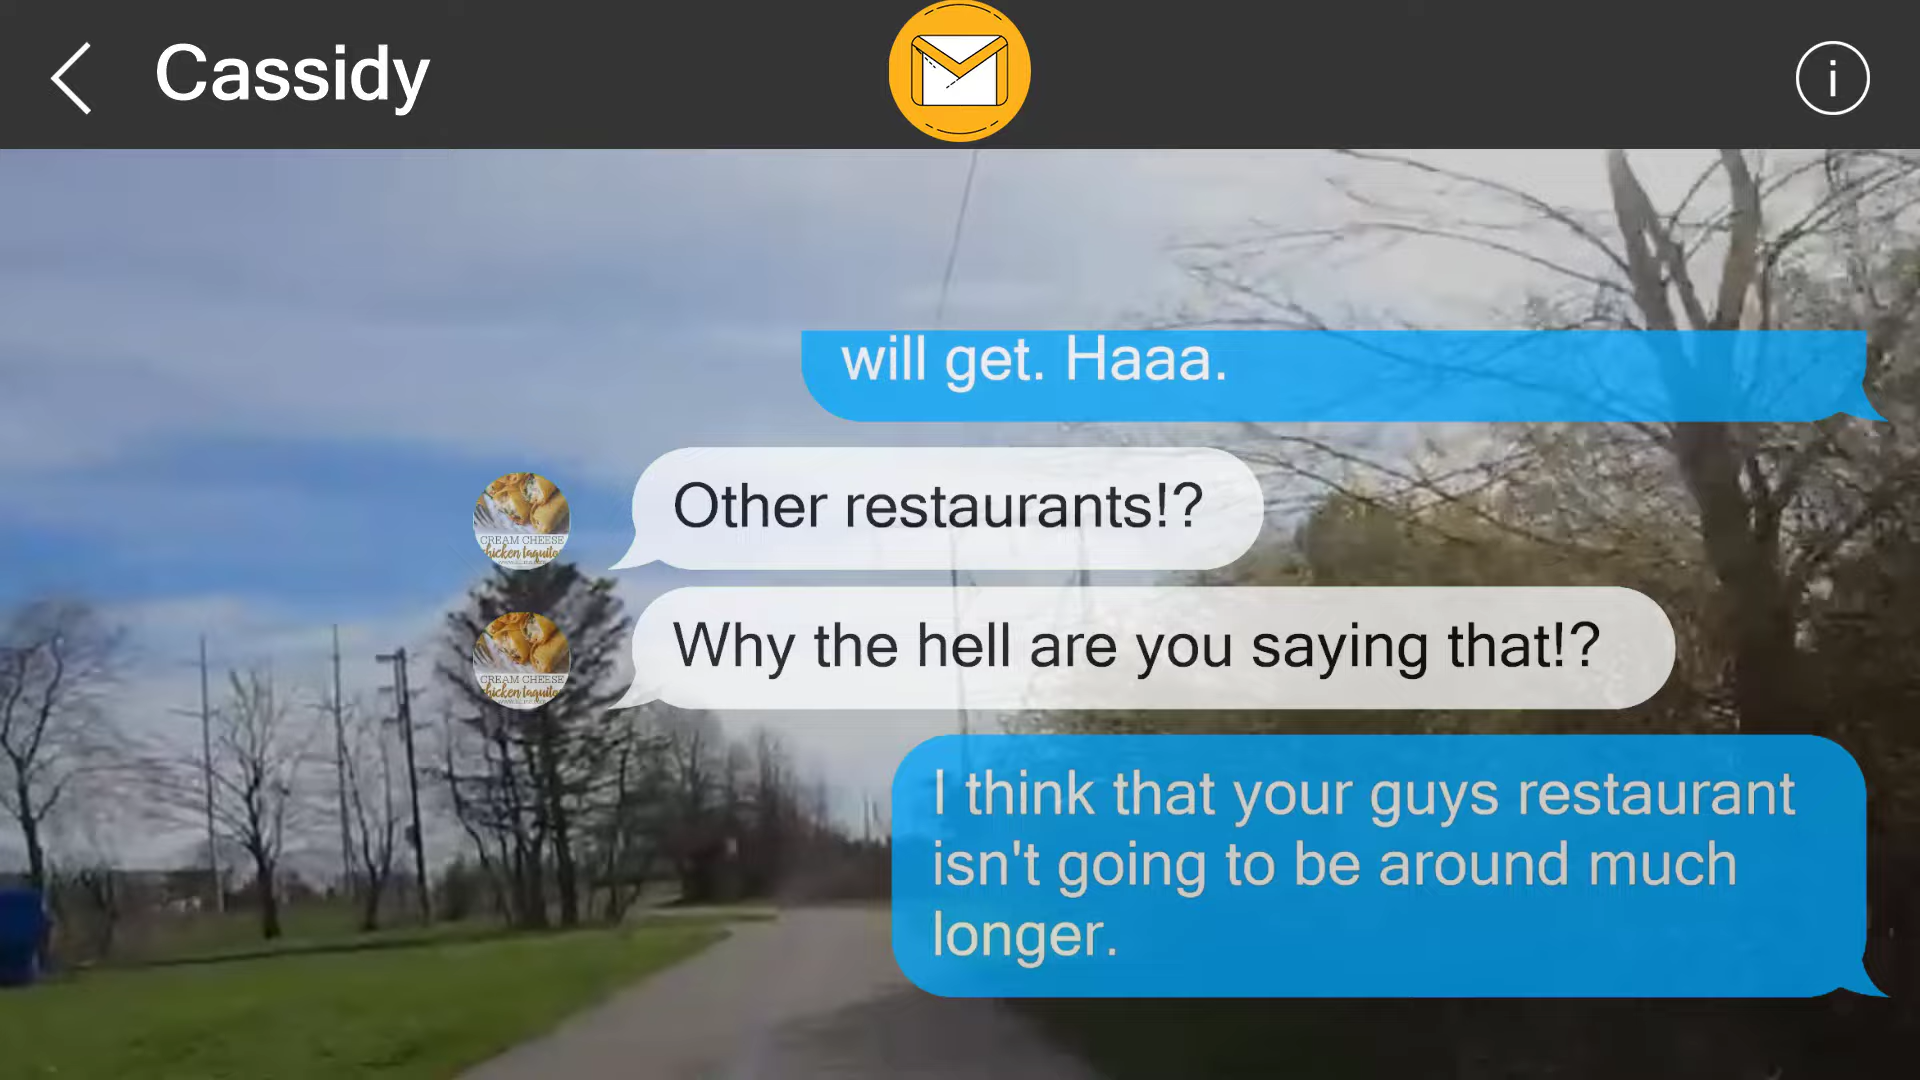 Cassidy
will get. Haaa.
Other restaurants!?
CREAM CHEESE
chicken taquito
Why the hell are you saying that!?
CREAM CHEESE
chicken taquito
I think that your guys restaurant
isn't going to be around much
longer.